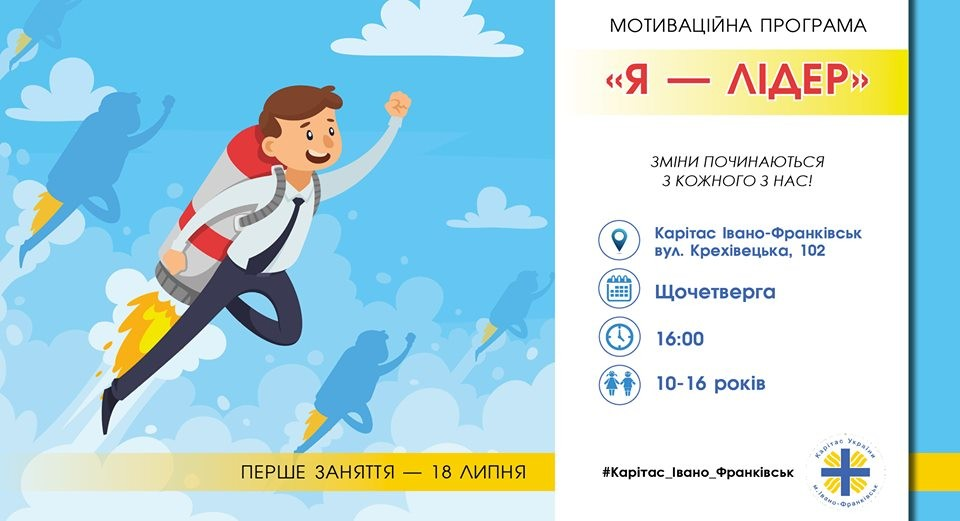 МОТИВАЦІЙНА ПРОГРАМА
«Я — ЛІДЕР»
ЗМІНИ ПОЧИНАЮТЬСЯ
З КОЖНОГО З НАС!
Карітас Івано-Франківськ
вул. Крехівецька, 102
Щочетверга
16:00
10-16 років
ПЕРШЕ ЗАНЯТТЯ — 18 ЛИПНЯ
#Карітас_Івано_Франківськ
Карітас України
м.Івано-Франківськ